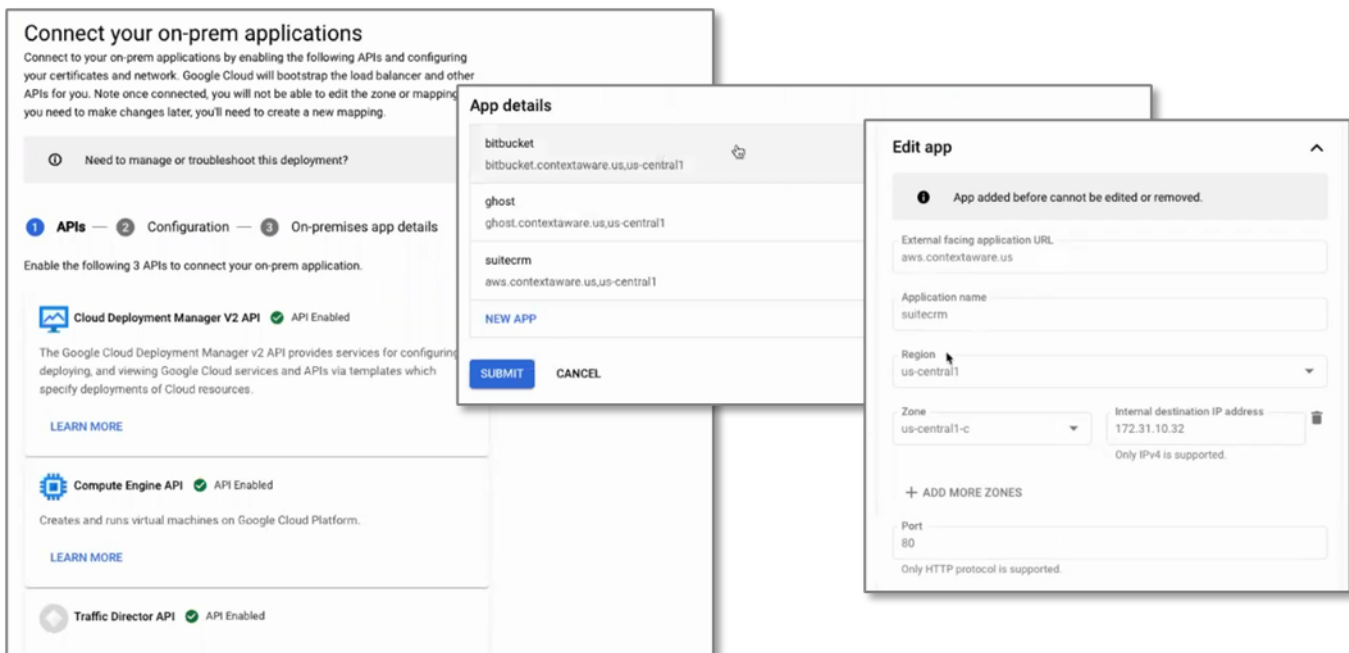 Connect your on-prem applications
Connect to your on-prem applications by enabling the following APIs and configuring
your certificates and network. Google Cloud will bootstrap the load balancer and other
APIs for you. Note once connected, you will not be able to edit the zone or mapping
you need to make changes later, you'll need to create a new mapping.
Need to manage or troubleshoot this deployment?
1 APIs — 2 Configuration — 3 On-premises app details
Enable the following 3 APIs to connect your on-prem application.
Cloud Deployment Manager V2 API API Enabled
The Google Cloud Deployment Manager v2 API provides services for configuring
deploying, and viewing Google Cloud services and APIs via templates which
specify deployments of Cloud resources.
LEARN MORE
Compute Engine API API Enabled
Creates and runs virtual machines on Google Cloud Platform.
LEARN MORE
Traffic Director API API Enabled
App details
bitbucket
bitbucket.contextaware.us,us-central1
ghost
ghost.contextaware.us,us-central1
suitecrm
aws.contextaware.us,us-central1
NEW APP
SUBMIT CANCEL
Edit app
App added before cannot be edited or removed.
External facing application URL
aws.contextaware.us
Application name
suitecrm
Region
us-central1
Zone
us-central1-c
Internal destination IP address
172.31.10.32
Only IPv4 is supported.
+ ADD MORE ZONES
Port
80
Only HTTP protocol is supported.